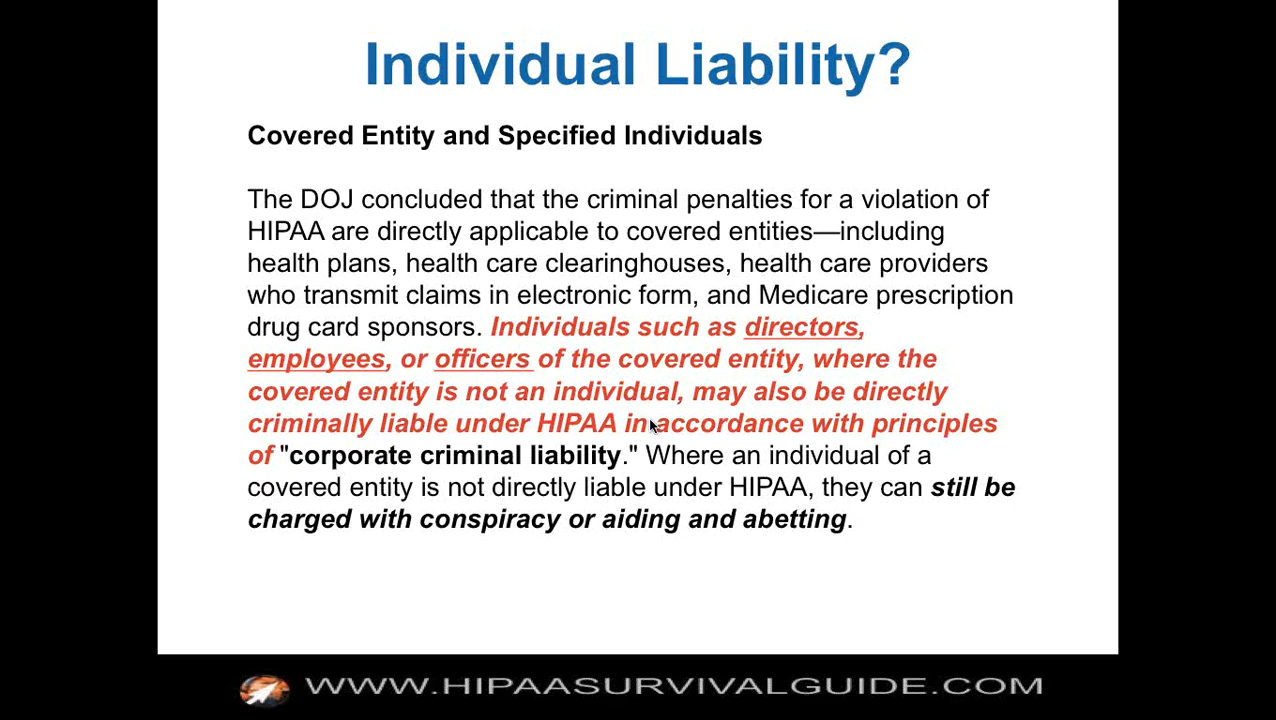 Individual Liability?
Covered Entity and Specified Individuals
The DOJ concluded that the criminal penalties for a violation of
HIPAA are directly applicable to covered entities—including
health plans, health care clearinghouses, health care providers
who transmit claims in electronic form, and Medicare prescription
drug card sponsors. Individuals such as directors,
employees, or officers of the covered entity, where the
covered entity is not an individual, may also be directly
criminally liable under HIPAA in accordance with principles
of "corporate criminal liability." Where an individual of a
covered entity is not directly liable under HIPAA, they can still be
charged with conspiracy or aiding and abetting.
WWW.HIPAASURVIVALGUIDE.COM